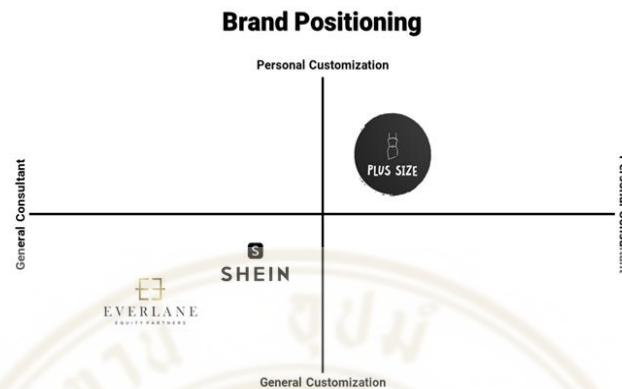 Brand Positioning
Personal Customization
PLUS SIZE
General Consultant
S
SHEIN
EVERLANE
EQUITY PARTNERS
General Customization